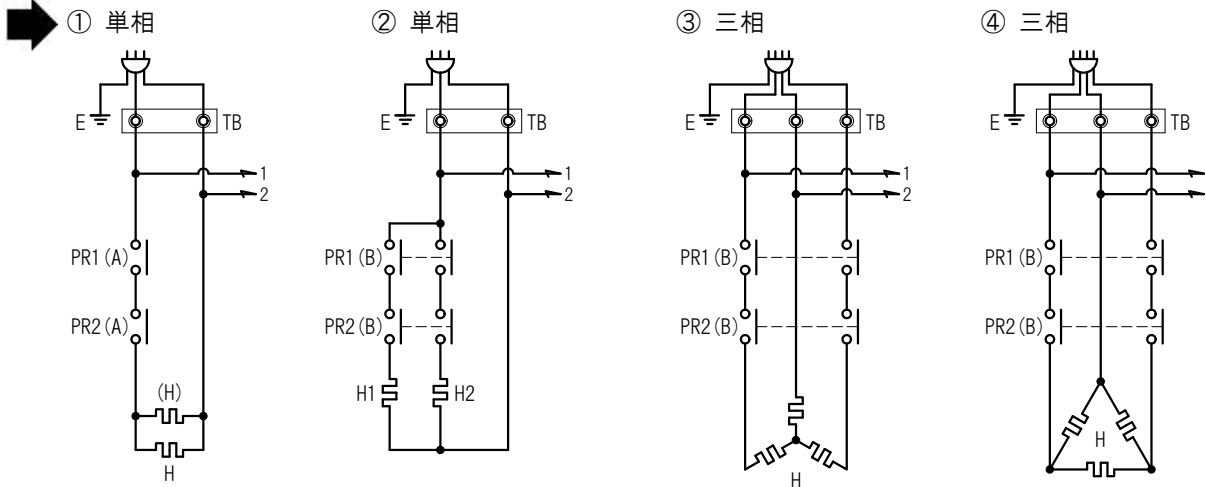 ① 単相
E
TB
1
2
PR1(A)
PR2(A)
(H)
H
② 単相
E
TB
1
2
PR1(B)
PR2(B)
H1
H2
③ 三相
E
TB
1
2
PR1(B)
PR2(B)
H
④ 三相
E
TB
PR1(B)
PR2(B)
H